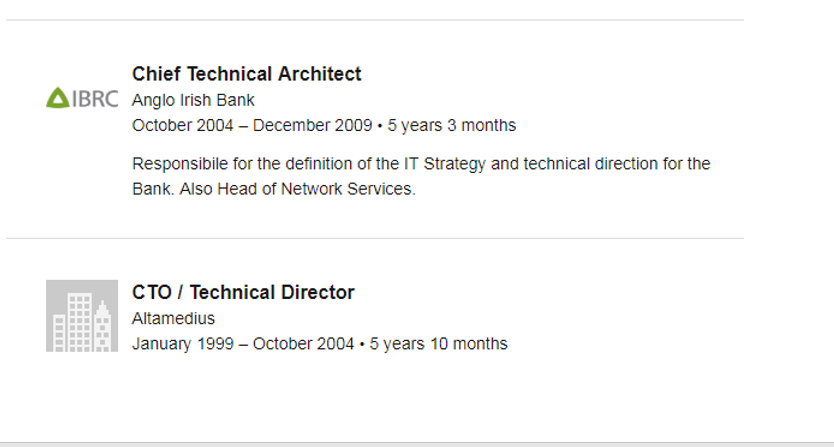 Chief Technical Architect
IBRC
Anglo Irish Bank
October 2004 – December 2009 • 5 years 3 months
Responsibile for the definition of the IT Strategy and technical direction for the
Bank. Also Head of Network Services.
CTO / Technical Director
Altamedius
January 1999 – October 2004 • 5 years 10 months